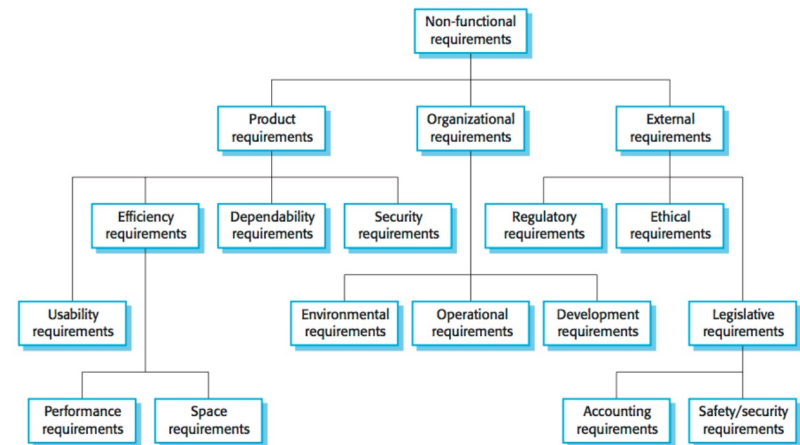 Non-functional
requirements
Product
requirements
Organizational
requirements
External
requirements
Efficiency
requirements
Dependability
requirements
Security
requirements
Regulatory
requirements
Ethical
requirements
Usability
requirements
Environmental
requirements
Operational
requirements
Development
requirements
Legislative
requirements
Performance
requirements
Space
requirements
Accounting
requirements
Safety/security
requirements